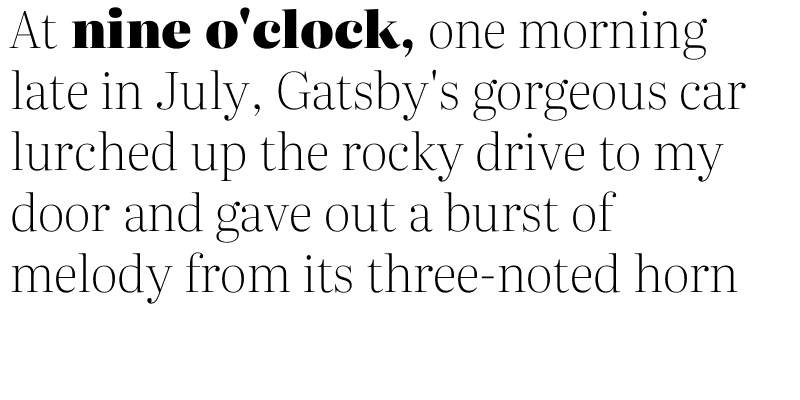 At nine o'clock, one morning
late in July, Gatsby's gorgeous car
lurched up the rocky drive to my
door and gave out a burst of
melody from its three-noted horn